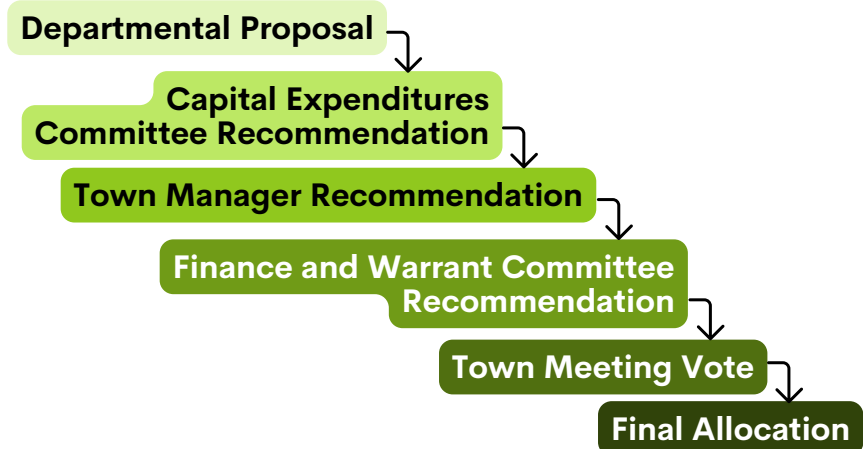 Departmental Proposal
Capital Expenditures
Committee Recommendation
Town Manager Recommendation
Finance and Warrant Committee
Recommendation
Town Meeting Vote
Final Allocation